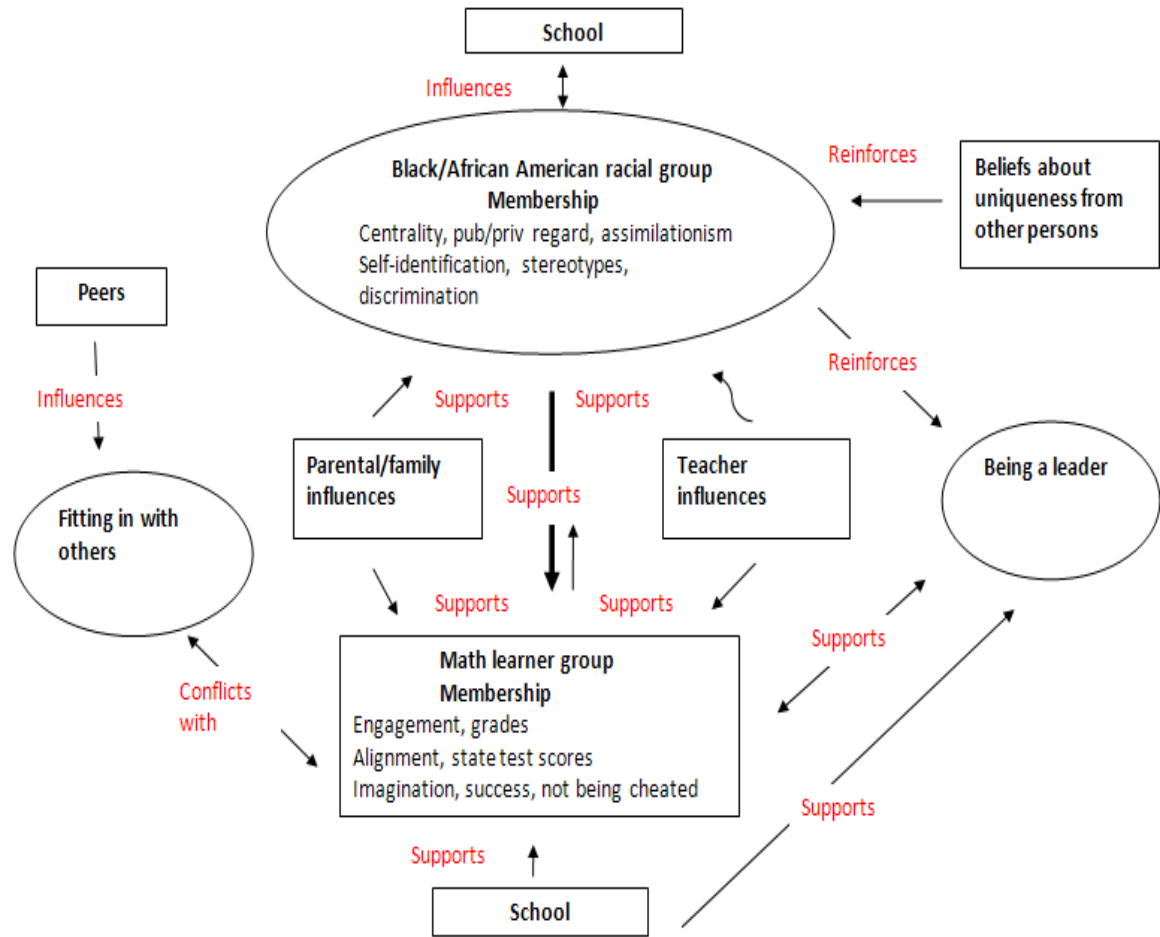 School
Influences
Black/African American racial group
Membership
Centrality, pub/priv regard, assimilationism
Self-identification, stereotypes,
discrimination
Reinforces
Beliefs about
uniqueness from
other persons
Peers
Influences
Reinforces
Supports
Supports
Parental/family
influences
Supports
Teacher
influences
Being a leader
Fitting in with
others
Supports
Supports
Supports
Conflicts
with
Math learner group
Membership
Engagement, grades
Alignment, state test scores
Imagination, success, not being cheated
Supports
Supports
School